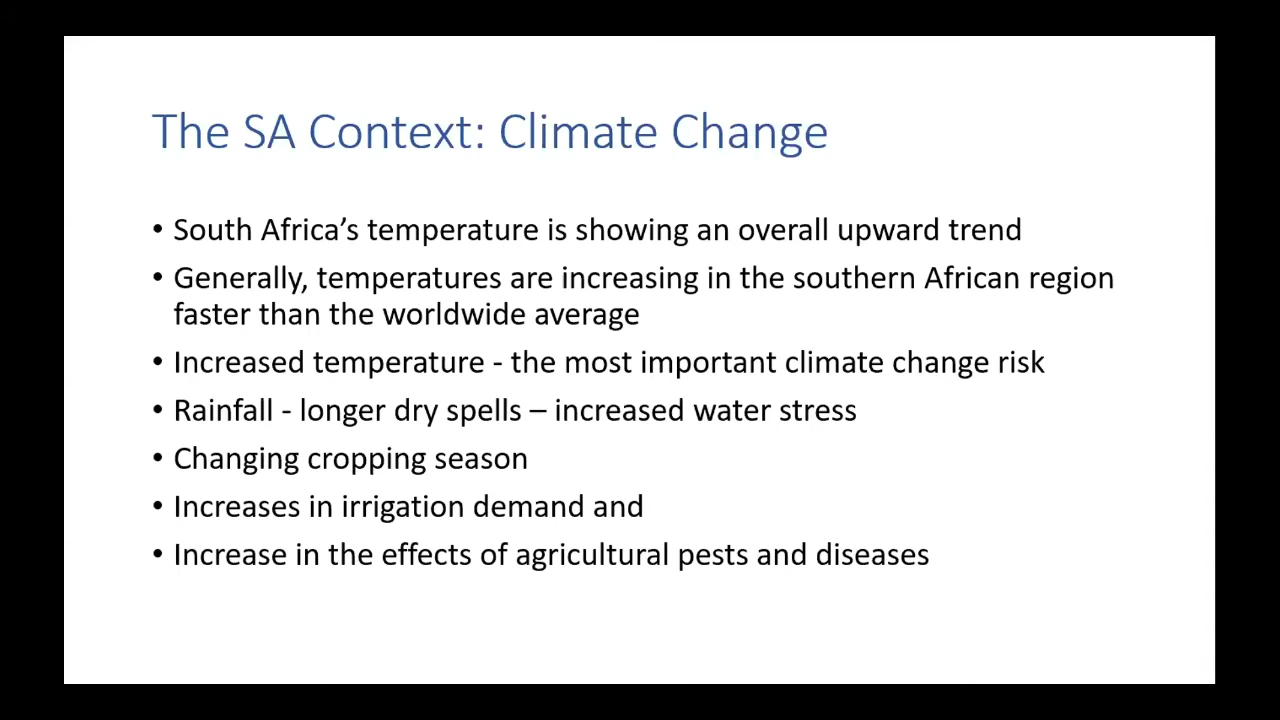 The SA Context: Climate Change
• South Africa’s temperature is showing an overall upward trend
• Generally, temperatures are increasing in the southern African region
faster than the worldwide average
• Increased temperature - the most important climate change risk
• Rainfall - longer dry spells – increased water stress
• Changing cropping season
• Increases in irrigation demand and
• Increase in the effects of agricultural pests and diseases